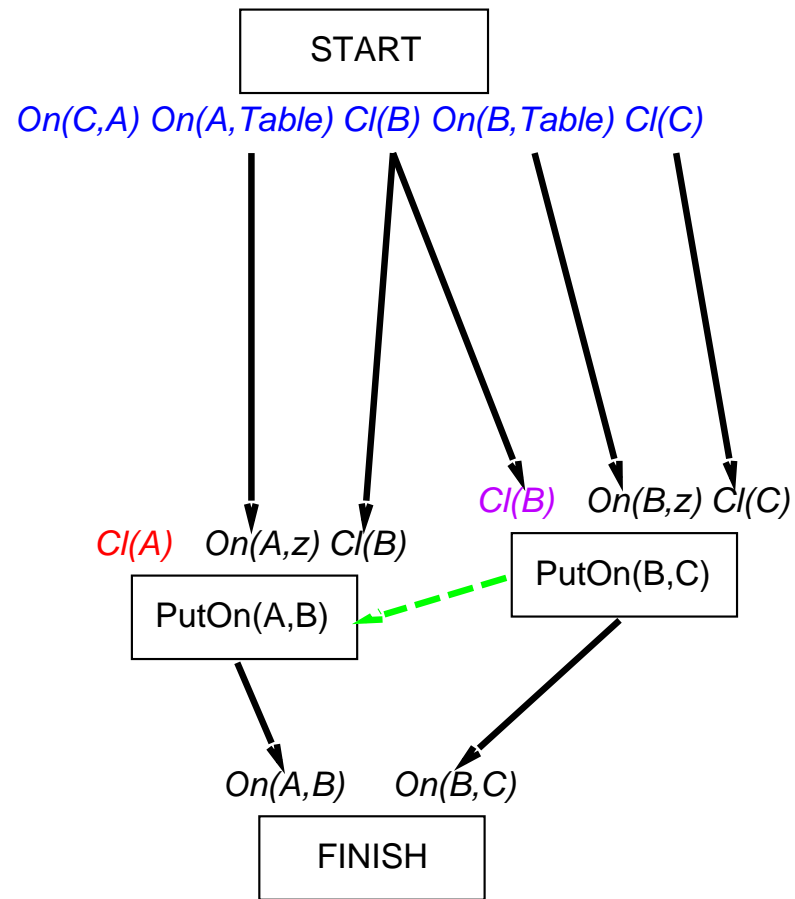 START
On(C,A) On(A,Table) Cl(B) On(B,Table) Cl(C)
Cl(B) On(B,z) Cl(C)
Cl(A) On(A,z) Cl(B)
PutOn(B,C)
PutOn(A,B)
On(A,B) On(B,C)
FINISH